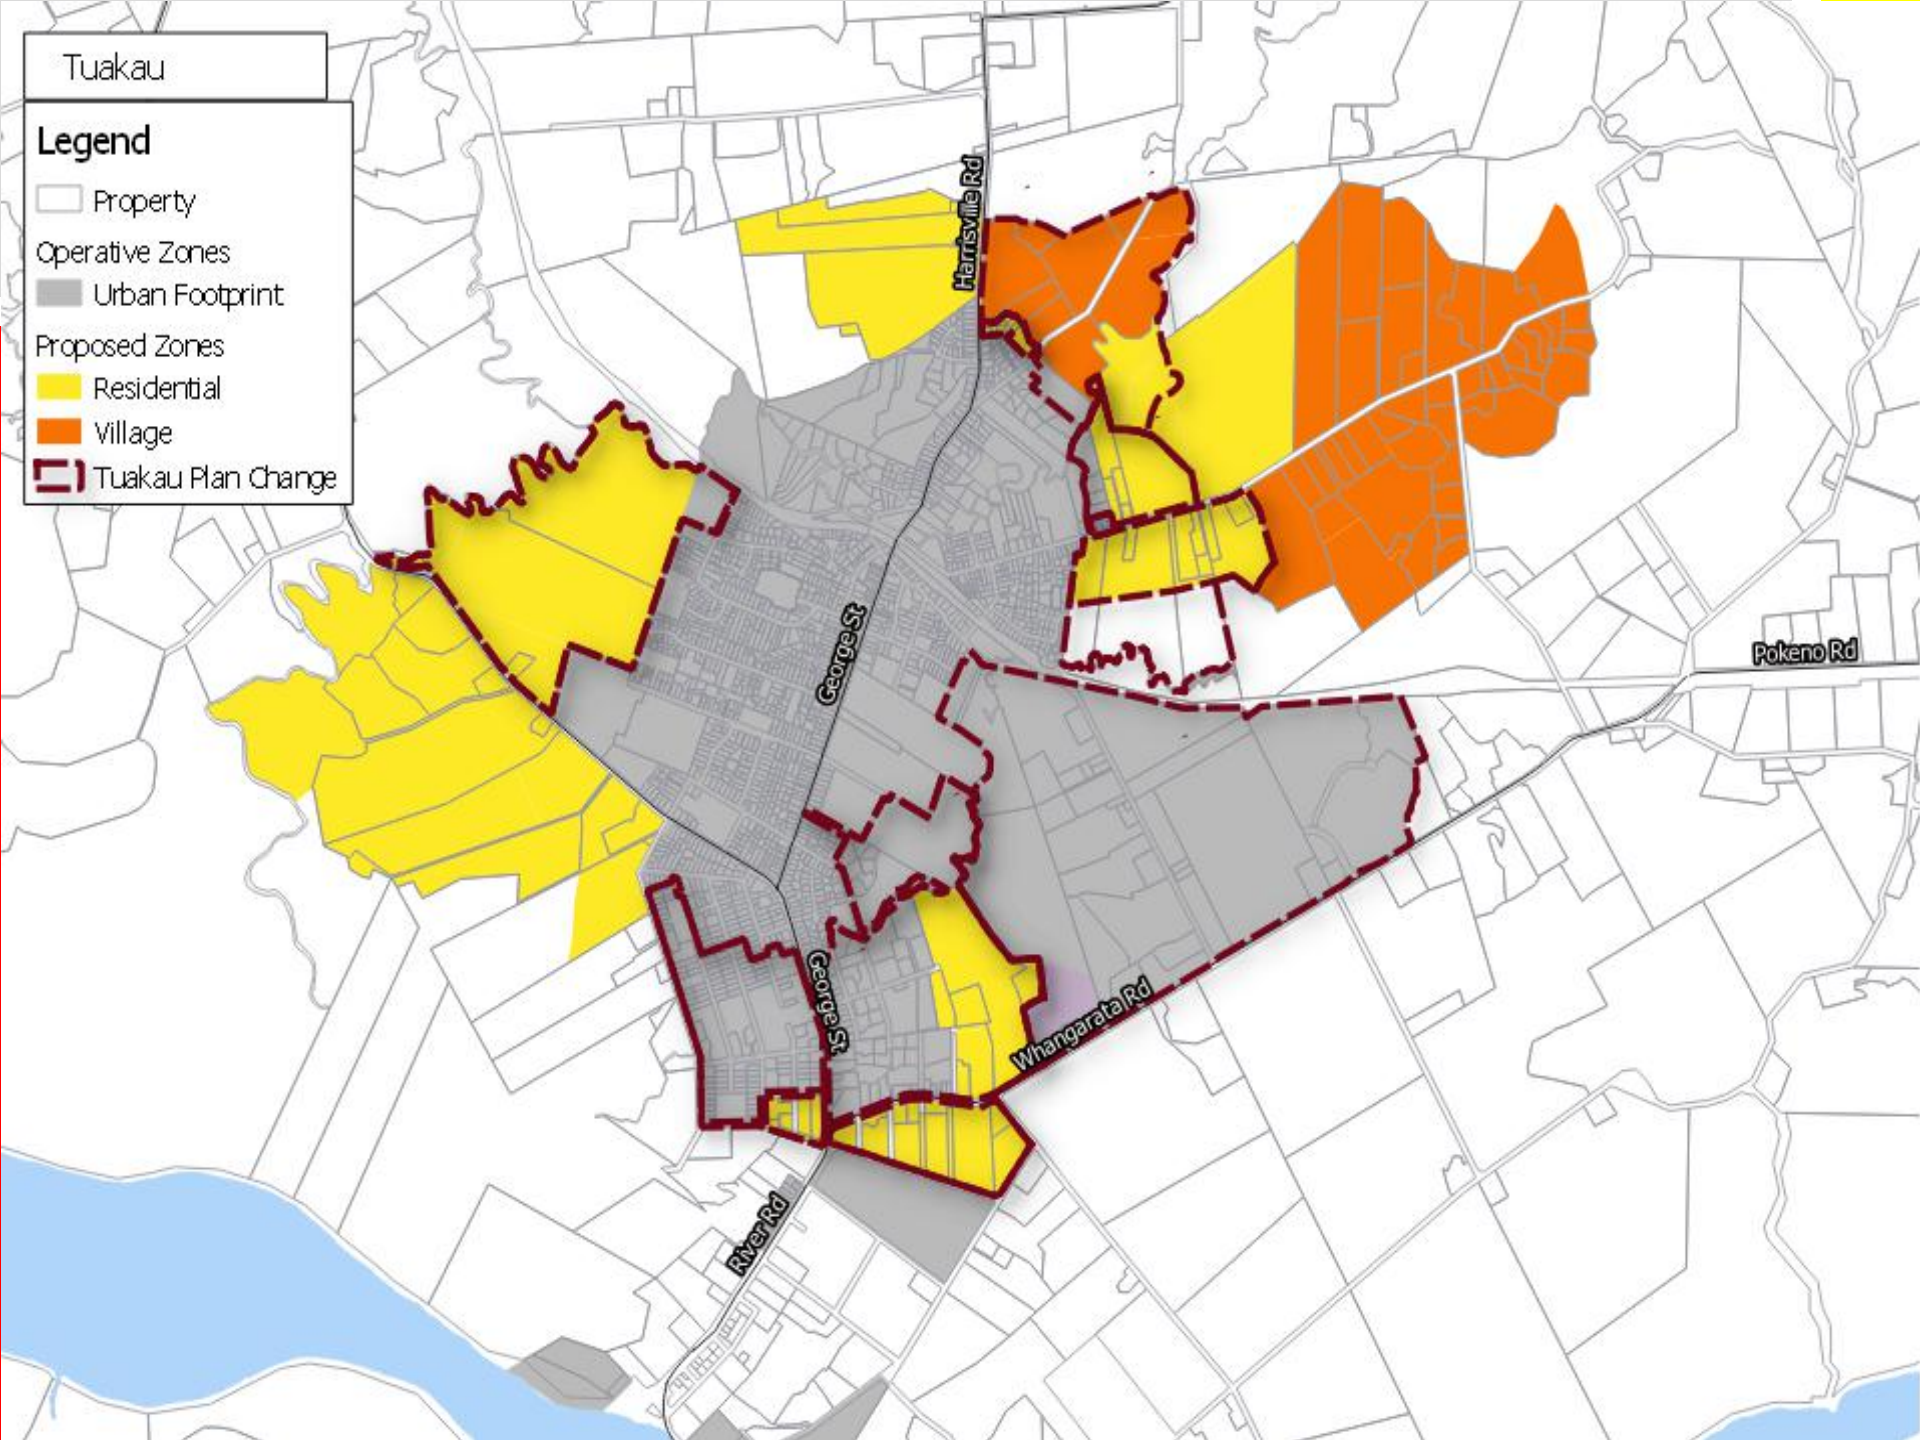 Tuakau
Legend
Property
Operative Zones
Urban Footprint
Proposed Zones
Residential
Village
Tuakau Plan Change
Harrisville Rd
George St
Pokeno Rd
George St
Whangarata Rd
River Rd